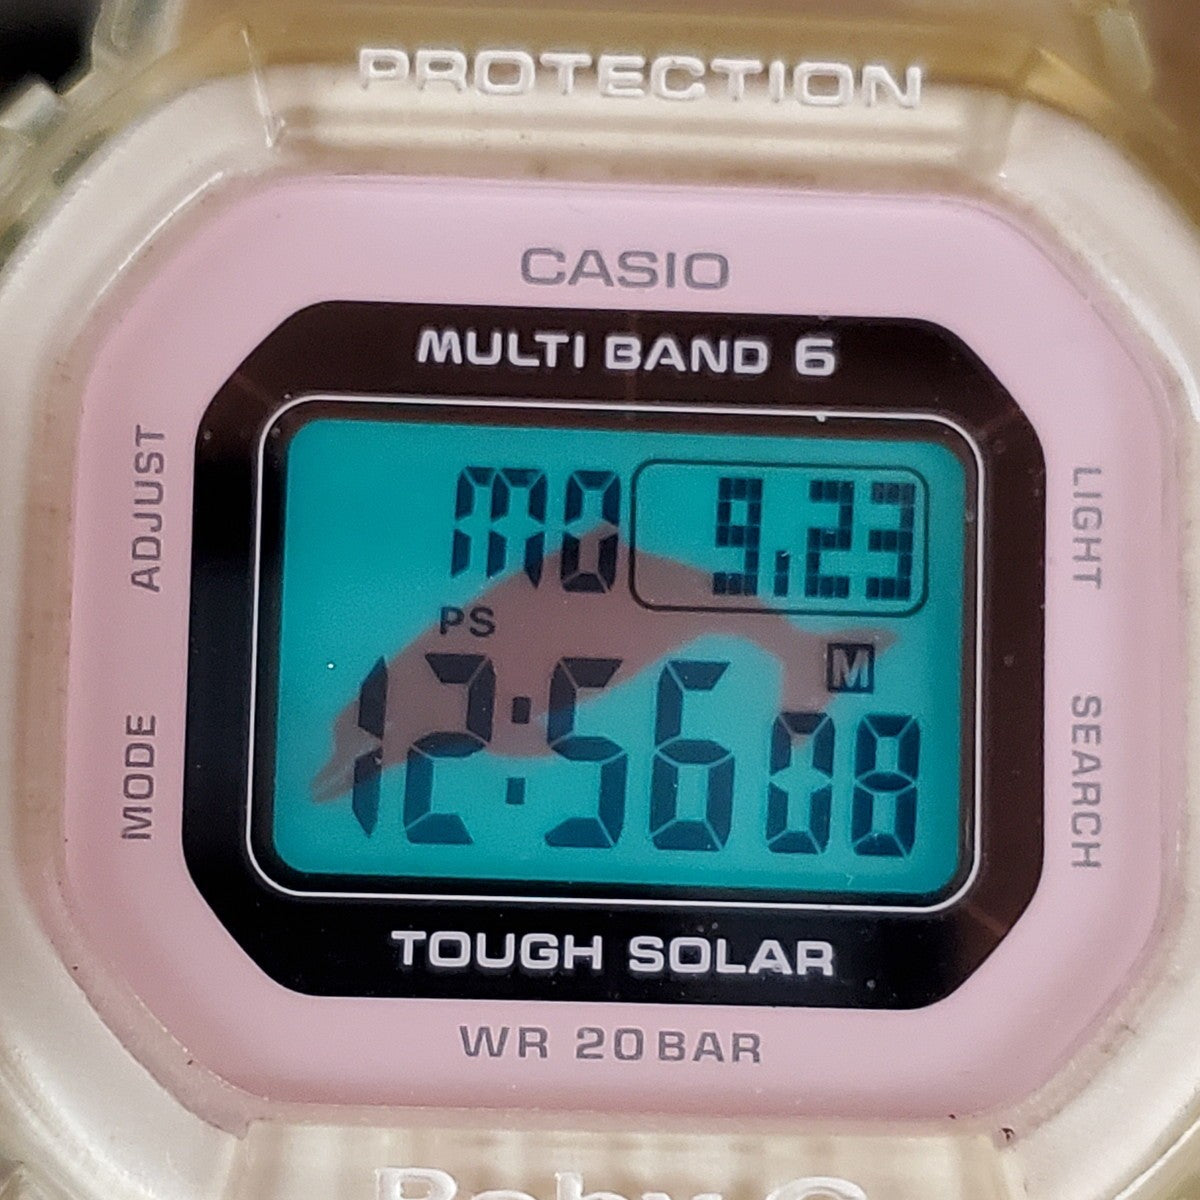 PROTECTION
CASIO
MULTI BAND 6
ADJUST
LIGHT
MO 9.23
PS
M
12:56 08
MODE
SEARCH
TOUGH SOLAR
WR 20BAR
Baby-G